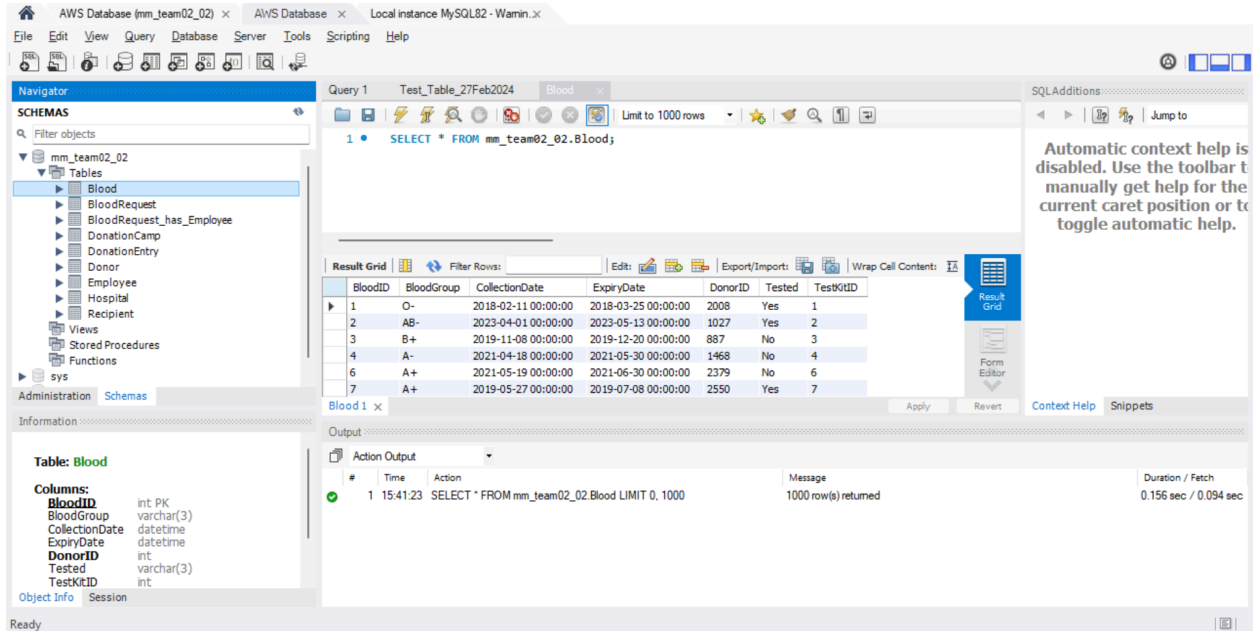 AWS Database (mm_team02_02) × AWS Database × Local instance MySQL82 - Warnin... ×
File Edit View Query Database Server Tools Scripting Help
Navigator
SCHEMAS
Filter objects
mm_team02_02
Tables
Blood
BloodRequest
BloodRequest_has_Employee
DonationCamp
DonationEntry
Donor
Employee
Hospital
Recipient
Views
Stored Procedures
Functions
sys
Administration Schemas
Information
Table: Blood
Columns:
BloodID int PK
BloodGroup varchar(3)
CollectionDate datetime
ExpiryDate datetime
DonorID int
Tested varchar(3)
TestKitID int
Object Info Session
Query 1 Test_Table_27Feb2024 Blood ×
Limit to 1000 rows
1 SELECT * FROM mm_team02_02.Blood;
Result Grid Filter Rows: Edit: Export/Import: Wrap Cell Content: IA
BloodID BloodGroup CollectionDate ExpiryDate DonorID Tested TestKitID
1 O- 2018-02-11 00:00:00 2018-03-25 00:00:00 2008 Yes 1
2 AB- 2023-04-01 00:00:00 2023-05-13 00:00:00 1027 Yes 2
3 B+ 2019-11-08 00:00:00 2019-12-20 00:00:00 887 No 3
4 A- 2021-04-18 00:00:00 2021-05-30 00:00:00 1468 No 4
6 A+ 2021-05-19 00:00:00 2021-06-30 00:00:00 2379 No 6
7 A+ 2019-05-27 00:00:00 2019-07-08 00:00:00 2550 Yes 7
Result
Grid
Form
Editor
Blood 1 × Apply Revert
Output
Action Output
# Time Action Message Duration / Fetch
1 15:41:23 SELECT * FROM mm_team02_02.Blood LIMIT 0, 1000 1000 row(s) returned 0.156 sec / 0.094 sec
SQLAdditions
Jump to
Automatic context help is
disabled. Use the toolbar t
manually get help for the
current caret position or to
toggle automatic help.
Context Help Snippets
Ready